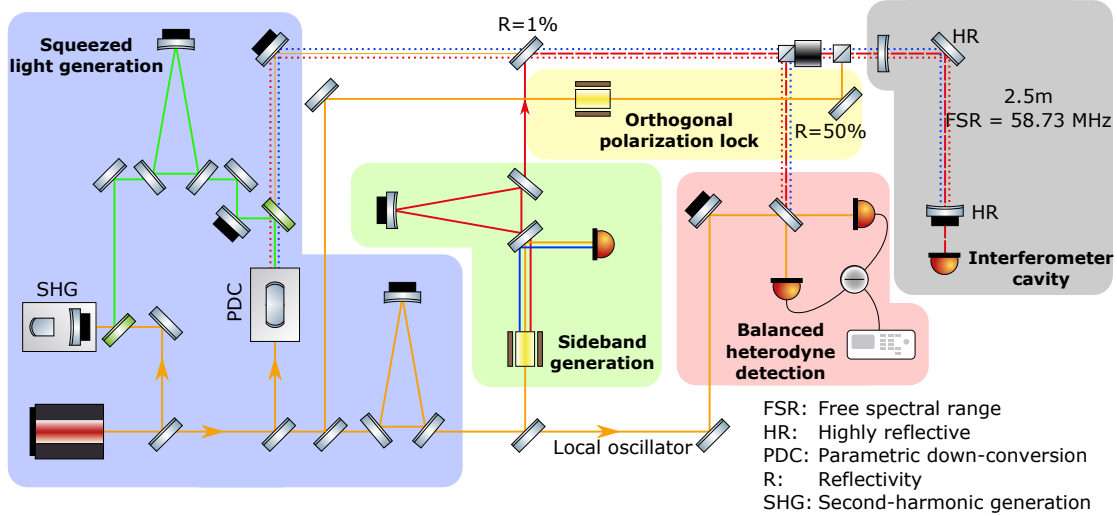 Squeezed
light generation
R=1%
HR
2.5m
FSR = 58.73 MHz
Orthogonal
polarization lock
R=50%
HR
Interferometer
cavity
SHG
PDC
Sideband
generation
Balanced
heterodyne
detection
Local oscillator
FSR: Free spectral range
HR: Highly reflective
PDC: Parametric down-conversion
R: Reflectivity
SHG: Second-harmonic generation